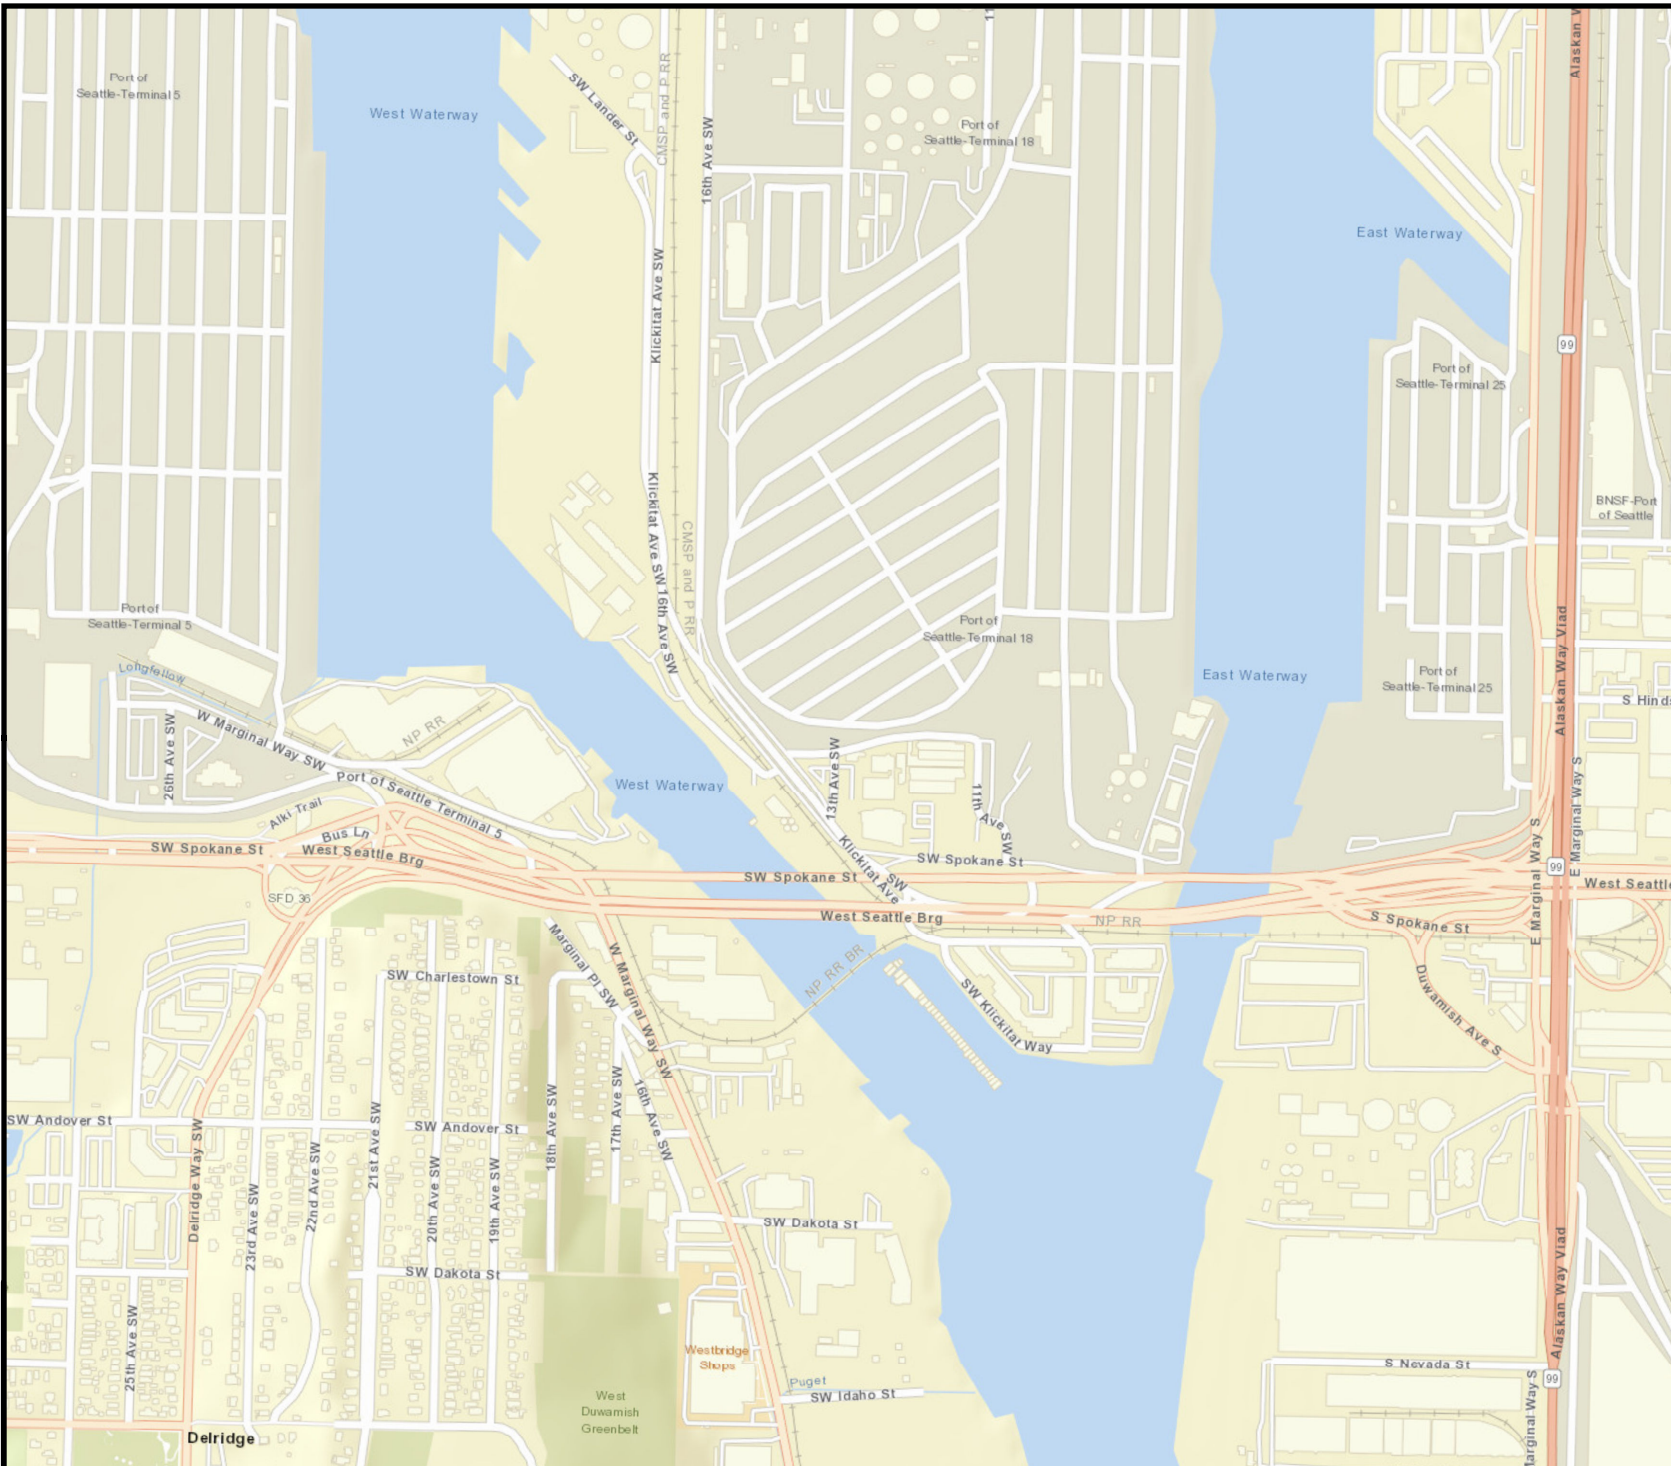 Alaskan W
11
Port of
Seattle-Terminal 5
West Waterway
SW Lander St
CMSP and P RR
16th Ave SW
Port of
Seattle-Terminal 18
East Waterway
Klickitat Ave SW
99
Port of
Seattle-Terminal 25
Klickitat Ave SW
CMSP and P RR
BNSF-Port
of Seattle
Port of
Seattle-Terminal 5
16th Ave SW
Port of
Seattle-Terminal 18
Alaskan Way Viad
Longfellow
East Waterway
Port of
Seattle-Terminal 25
S Hinds
W Marginal Way SW
26th Ave SW
NP RR
Port of Seattle Terminal 5
West Waterway
13th Ave SW
11th Ave SW
E Marginal Way S
E Marginal Way S
Alki Trail
Bus Ln
SW Spokane St
West Seattle Brg
Klickitat Ave SW
SW Spokane St
99
SW Spokane St
West Seattle
SFD 36
West Seattle Brg
NP RR
S Spokane St
Marginal Pl SW
W Marginal Way SW
NP RR BR
SW Charlestown St
SW Klickitat Way
Duwamish Ave S
SW Andover St
SW Andover St
Delridge Way SW
23rd Ave SW
22nd Ave SW
21st Ave SW
20th Ave SW
19th Ave SW
18th Ave SW
17th Ave SW
16th Ave SW
SW Dakota St
SW Dakota St
Alaskan Way Viad
25th Ave SW
Westbridge
Shops
S Nevada St
99
Puget
SW Idaho St
West
Duwamish
Greenbelt
Marginal Way S
Delridge